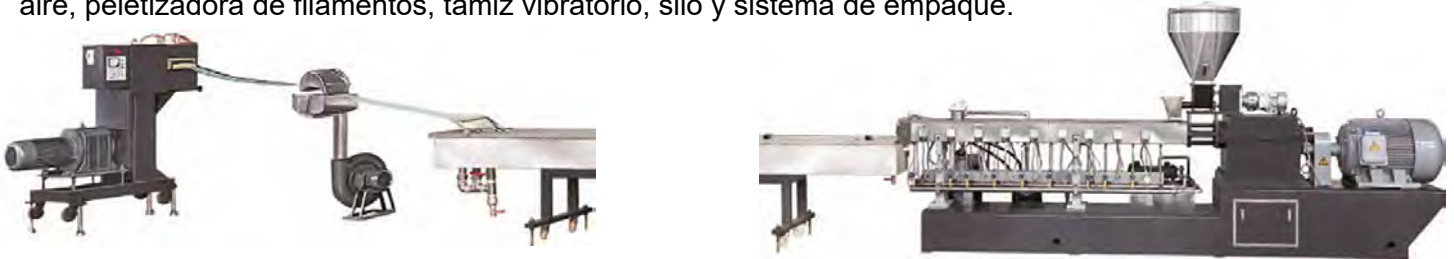 aire, peletizadora de filamentos, tamiz vibratorio, silo y sistema de empaque.